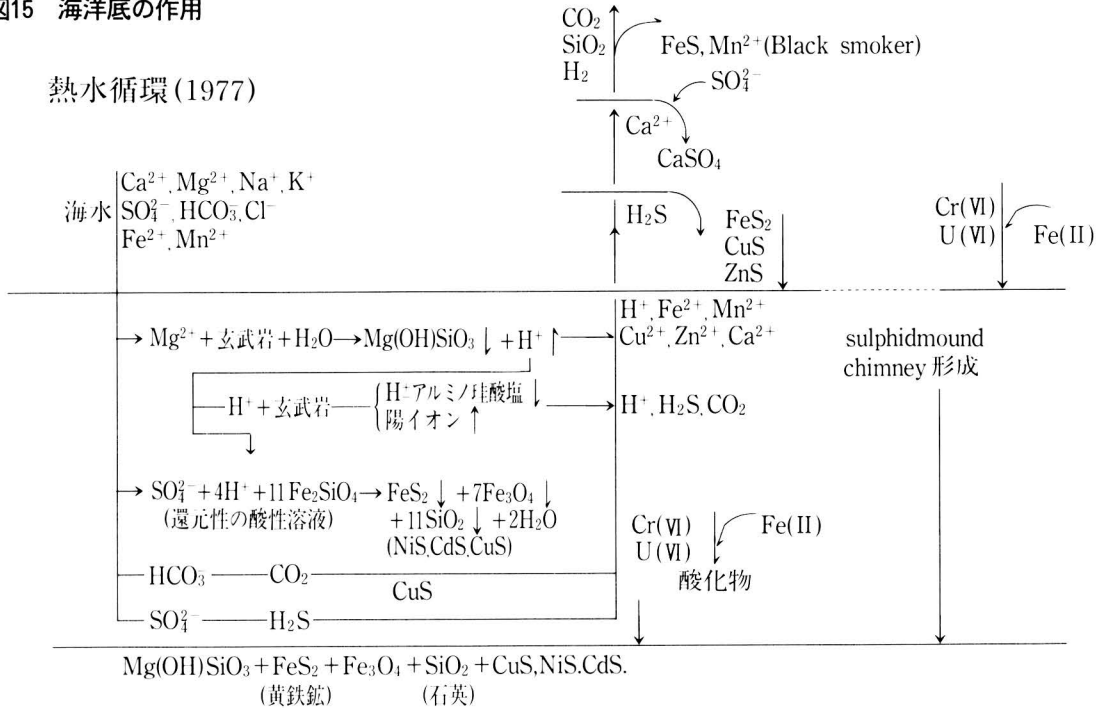 図15 海洋底の作用
熱水循環(1977)
CO₂
SiO₂
H₂
FeS, Mn²⁺(Black smoker)
SO₄²⁻
Ca²⁺
CaSO₄
H₂S
FeS₂
CuS
ZnS
Cr(Ⅵ)
U(Ⅵ)
Fe(II)
海水
Ca²⁺, Mg²⁺, Na⁺, K⁺
SO₄²⁻, HCO₃⁻, Cl⁻
Fe²⁺, Mn²⁺
→Mg²⁺+玄武岩+H₂O→Mg(OH)SiO₃↓+H⁺↑→
H⁺, Fe²⁺, Mn²⁺
Cu²⁺, Zn²⁺, Ca²⁺
sulphidmound
chimney 形成
H⁺+玄武岩
H⁺アルミノ珪酸塩↓
陽イオン↑
→H⁺, H₂S, CO₂
→SO₄²⁻+4H⁺+11Fe₂SiO₄→FeS₂↓+7Fe₃O₄↓
(還元性の酸性溶液)
+11SiO₂↓+2H₂O
(NiS,CdS,CuS)
Cr(Ⅵ)
U(Ⅵ)
Fe(II)
酸化物
HCO₃⁻—CO₂
CuS
SO₄²⁻—H₂S
Mg(OH)SiO₃+FeS₂+Fe₃O₄+SiO₂+CuS,NiS.CdS.
(黄鉄鉱)
(石英)